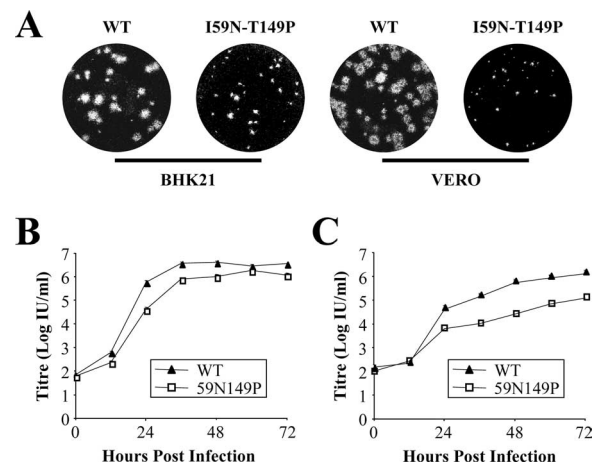 A
WT
I59N-T149P
WT
I59N-T149P
BHK21
VERO
B
Titre (Log IU/ml)
7
6
5
4
3
2
1
0
WT
59N149P
0
24
48
72
Hours Post Infection
C
Titre (Log IU/ml)
7
6
5
4
3
2
1
0
WT
59N149P
0
24
48
72
Hours Post Infection